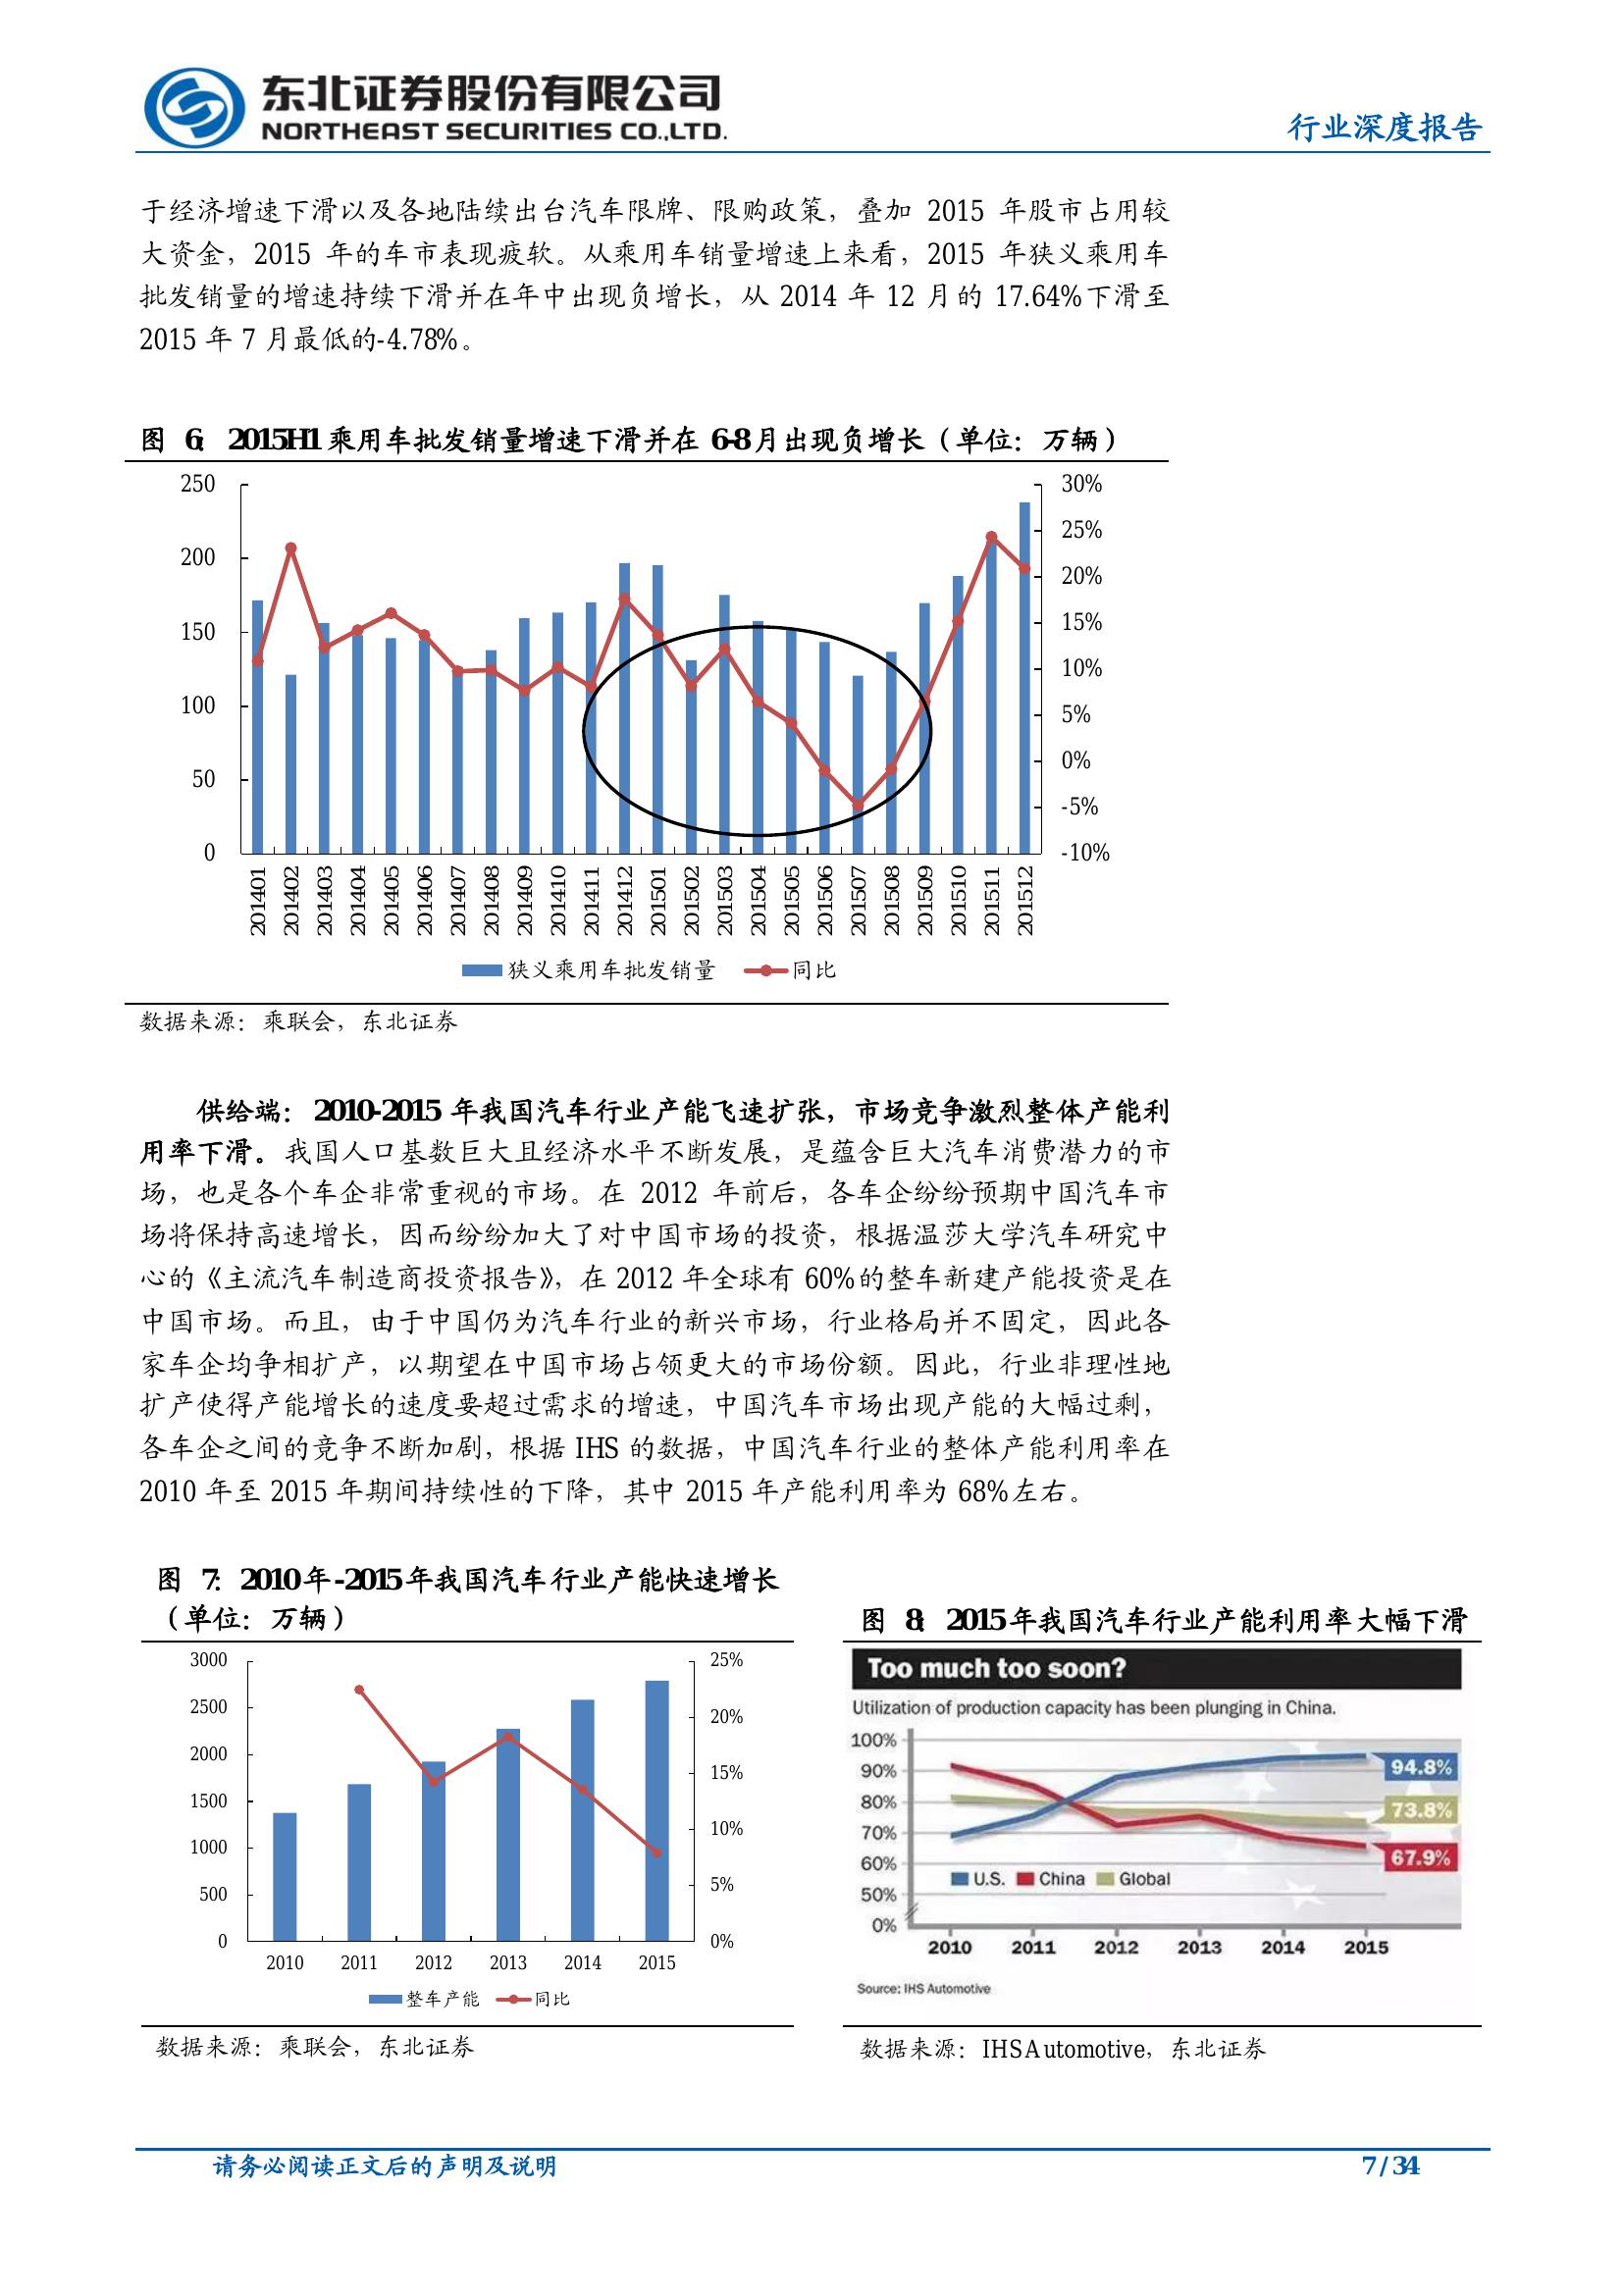 东北证券股份有限公司
NORTHEAST SECURITIES CO.,LTD.
行业深度报告
于经济增速下滑以及各地陆续出台汽车限牌、限购政策，叠加 2015 年股市占用较
大资金，2015 年的车市表现疲软。从乘用车销量增速上来看，2015 年狭义乘用车
批发销量的增速持续下滑并在年中出现负增长，从 2014 年 12 月的 17.64%下滑至
2015 年 7 月最低的-4.78%。
图 6：2015H1 乘用车批发销量增速下滑并在 6-8 月出现负增长（单位：万辆）
250
200
150
100
50
0
30%
25%
20%
15%
10%
5%
0%
-5%
-10%
201401
201402
201403
201404
201405
201406
201407
201408
201409
201410
201411
201412
201501
201502
201503
201504
201505
201506
201507
201508
201509
201510
201511
201512
狭义乘用车批发销量 同比
数据来源：乘联会，东北证券
供给端：2010-2015 年我国汽车行业产能飞速扩张，市场竞争激烈整体产能利
用率下滑。我国人口基数巨大且经济水平不断发展，是蕴含巨大汽车消费潜力的市
场，也是各个车企非常重视的市场。在 2012 年前后，各车企纷纷预期中国汽车市
场将保持高速增长，因而纷纷加大了对中国市场的投资，根据温莎大学汽车研究中
心的《主流汽车制造商投资报告》，在 2012 年全球有 60%的整车新建产能投资是在
中国市场。而且，由于中国仍为汽车行业的新兴市场，行业格局并不固定，因此各
家车企均争相扩产，以期望在中国市场占领更大的市场份额。因此，行业非理性地
扩产使得产能增长的速度要超过需求的增速，中国汽车市场出现产能的大幅过剩，
各车企之间的竞争不断加剧，根据 IHS 的数据，中国汽车行业的整体产能利用率在
2010 年至 2015 年期间持续性的下降，其中 2015 年产能利用率为 68%左右。
图 7：2010 年-2015 年我国汽车行业产能快速增长
（单位：万辆）
3000
2500
2000
1500
1000
500
0
25%
20%
15%
10%
5%
0%
2010 2011 2012 2013 2014 2015
整车产能 同比
数据来源：乘联会，东北证券
图 8：2015 年我国汽车行业产能利用率大幅下滑
Too much too soon?
Utilization of production capacity has been plunging in China.
100%
90%
80%
70%
60%
50%
0%
94.8%
73.8%
67.9%
U.S. China Global
2010 2011 2012 2013 2014 2015
Source: IHS Automotive
数据来源：IHS Automotive，东北证券
请务必阅读正文后的声明及说明
7 / 34